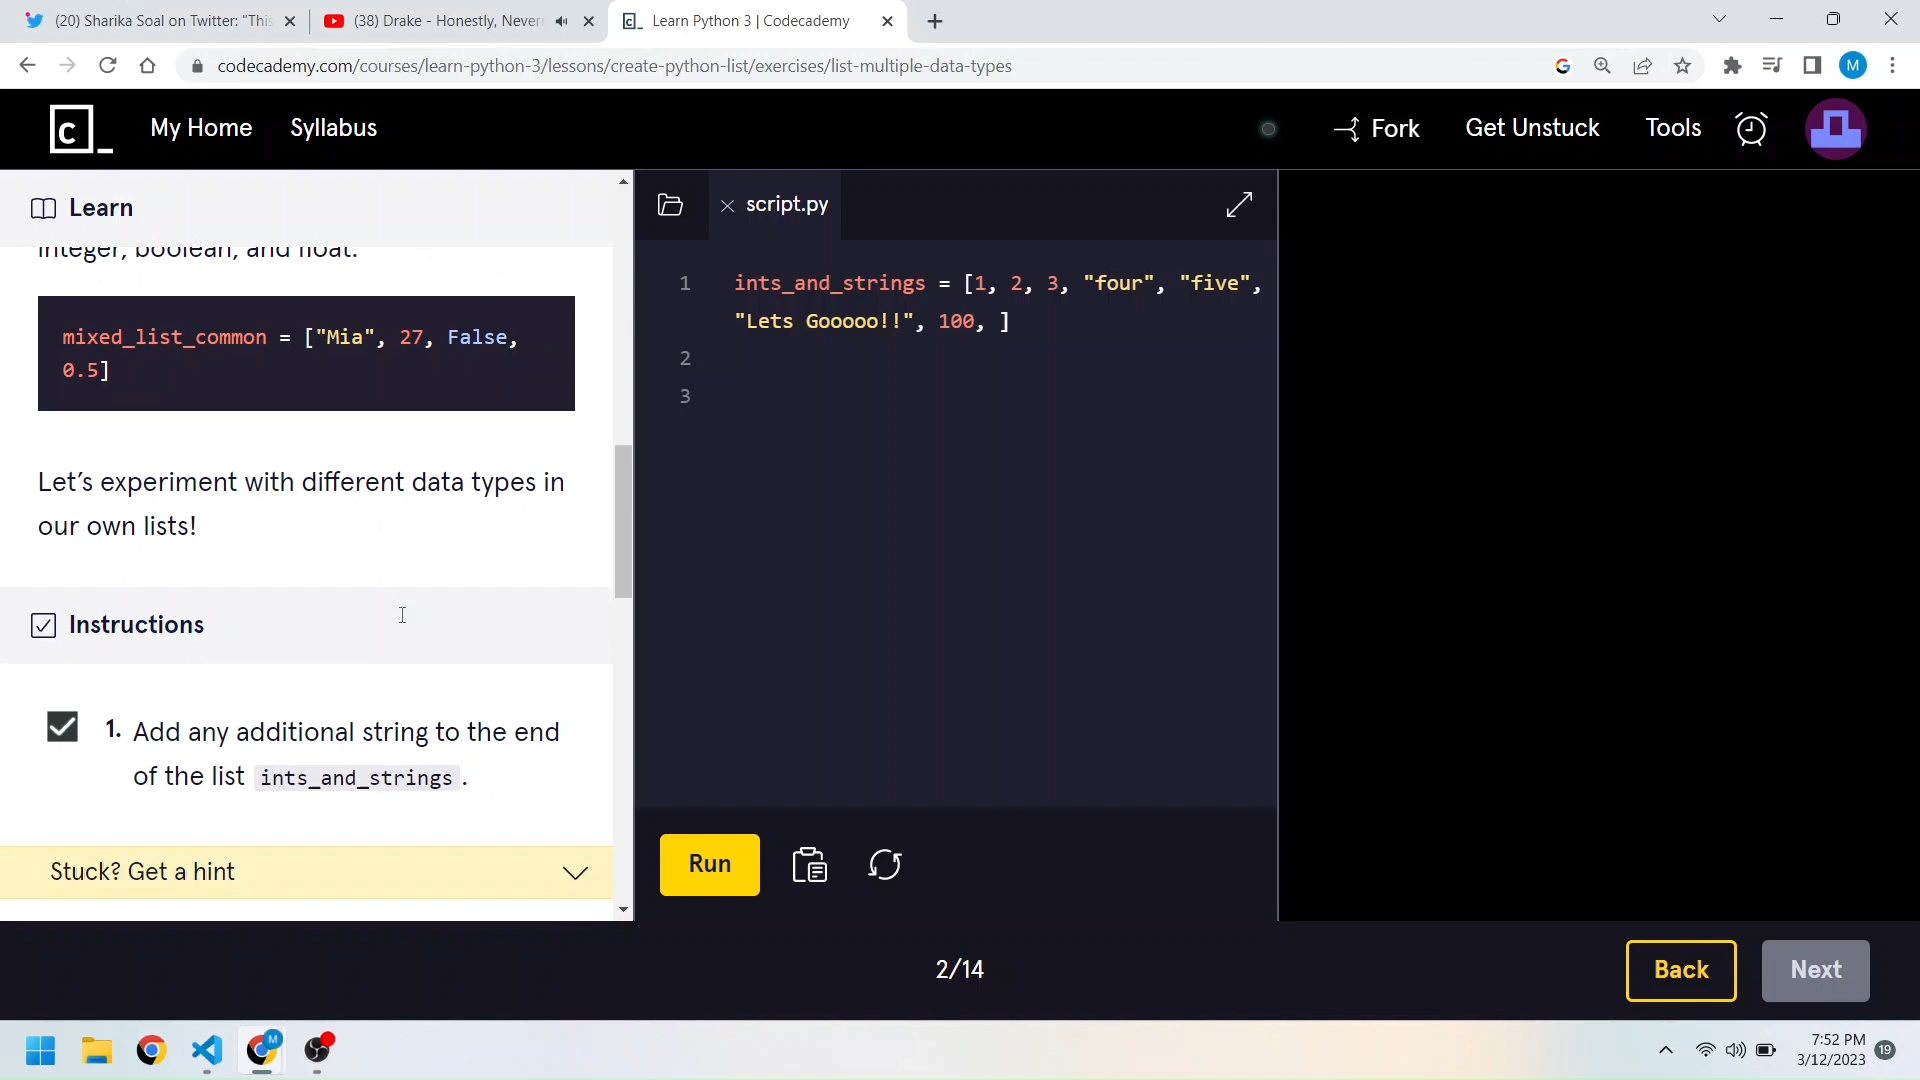 (20) Sharika Soal on Twitter: "This
(38) Drake - Honestly, Never
Learn Python 3 | Codecademy
codecademy.com/courses/learn-python-3/lessons/create-python-list/exercises/list-multiple-data-types
M
c_
My Home
Syllabus
Fork
Get Unstuck
Tools
Learn
integer, boolean, and float.
mixed_list_common = ["Mia", 27, False,
0.5]
Let's experiment with different data types in
our own lists!
Instructions
1. Add any additional string to the end
of the list ints_and_strings.
Stuck? Get a hint
script.py
1 ints_and_strings = [1, 2, 3, "four", "five",
"Lets Gooooo!!", 100, ]
2
3
Run
2/14
Back
Next
M
7:52 PM
3/12/2023
19